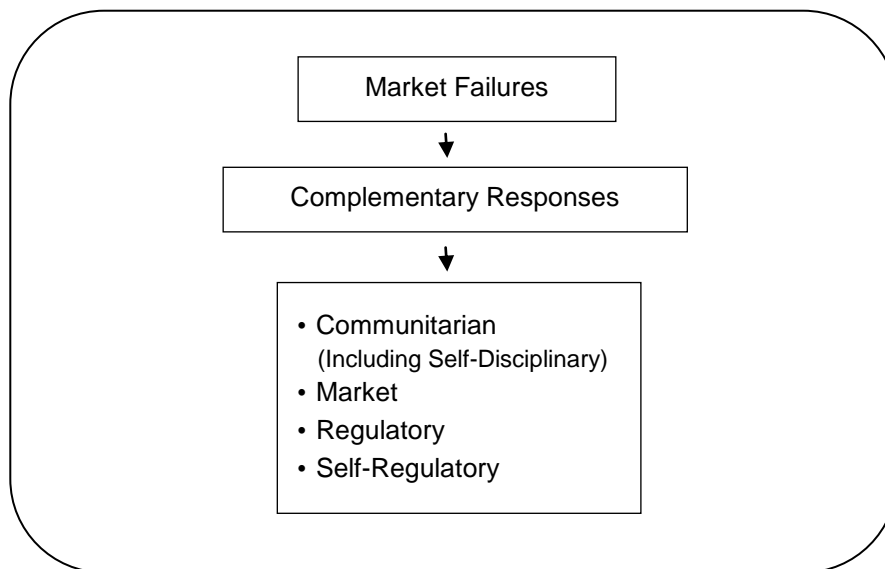 Market Failures
Complementary Responses
• Communitarian
(Including Self-Disciplinary)
• Market
• Regulatory
• Self-Regulatory